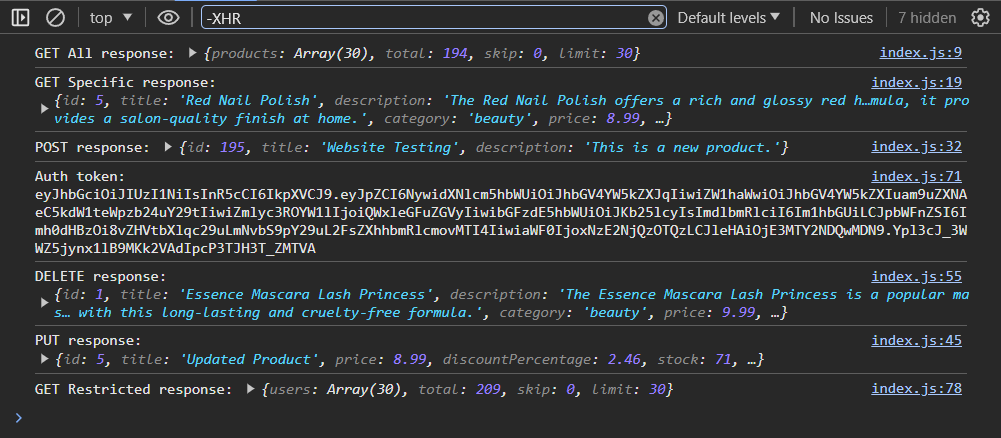 top ▼ -XHR Default levels ▼ No Issues 7 hidden
GET All response: ▶ {products: Array(30), total: 194, skip: 0, limit: 30} index.js:9
GET Specific response: index.js:19
▶ {id: 5, title: 'Red Nail Polish', description: 'The Red Nail Polish offers a rich and glossy red h…mula, it pro
vides a salon-quality finish at home.', category: 'beauty', price: 8.99, …}
POST response: ▶ {id: 195, title: 'Website Testing', description: 'This is a new product.'} index.js:32
Auth token: index.js:71
eyJhbGciOiJIUzI1NiIsInR5cCI6IkpXVCJ9.eyJpZCI6NywidXNlcm5hbWUiOiJhbGV4YW5kZXJqIiwiZW1haWwiOiJhbGV4YW5kZXIuam9uZXNA
eC5kdW1teWpzb24uY29tIiwiZmlyc3ROYW1lIjoiQWxleGFuZGVyIiwibGFzdE5hbWUiOiJKb25lcyIsImdlbmRlciI6Im1hbGUiLCJpbWFnZSI6I
mh0dHBzOi8vZHVtbXlqc29uLmNvbS9pY29uL2FsZXhhbmRlcmovMTI4IiwiaWF0IjoxNzE2NjQzOTQzLCJleHAiOjE3MTY2NDQwMDN9.Ypl3cJ_3W
WZ5jynx1lB9MKk2VAdIpcP3TJH3T_ZMTVA
DELETE response: index.js:55
▶ {id: 1, title: 'Essence Mascara Lash Princess', description: 'The Essence Mascara Lash Princess is a popular mas
s… with this long-lasting and cruelty-free formula.', category: 'beauty', price: 9.99, …}
PUT response: index.js:45
▶ {id: 5, title: 'Updated Product', price: 8.99, discountPercentage: 2.46, stock: 71, …}
GET Restricted response: ▶ {users: Array(30), total: 209, skip: 0, limit: 30} index.js:78